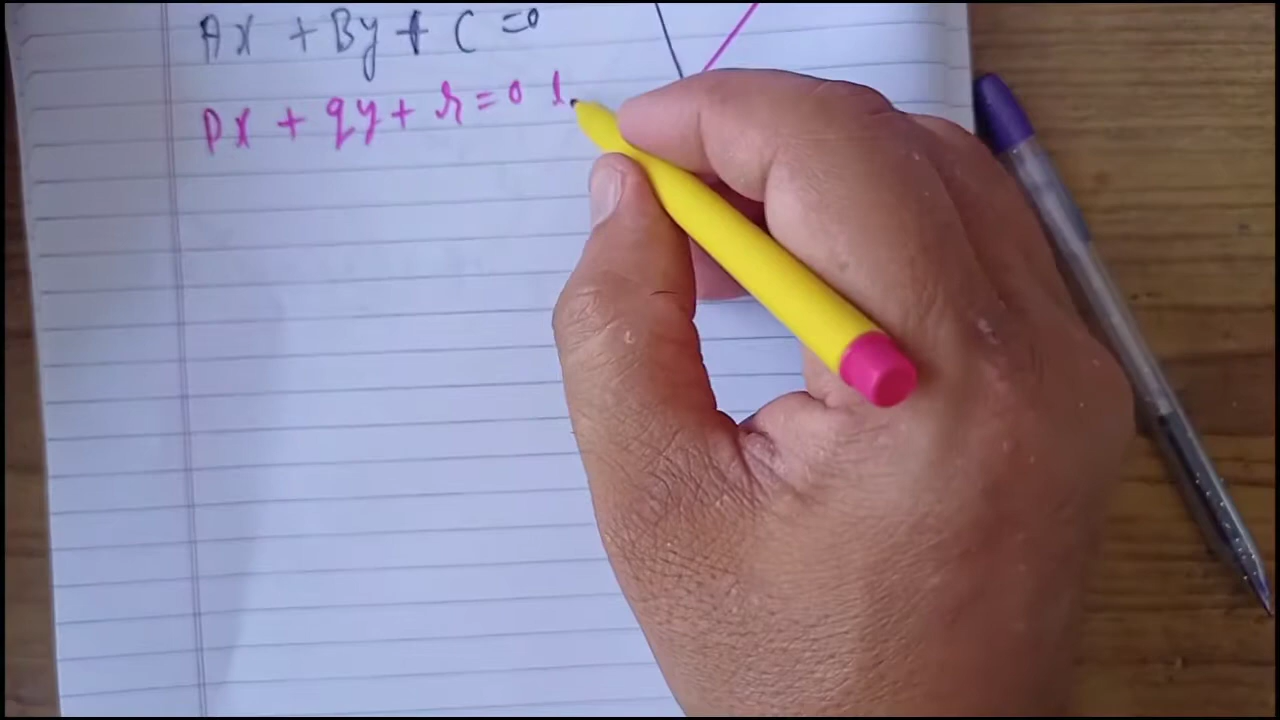 Ax + By + C = 0
px + qy + r = 0 l